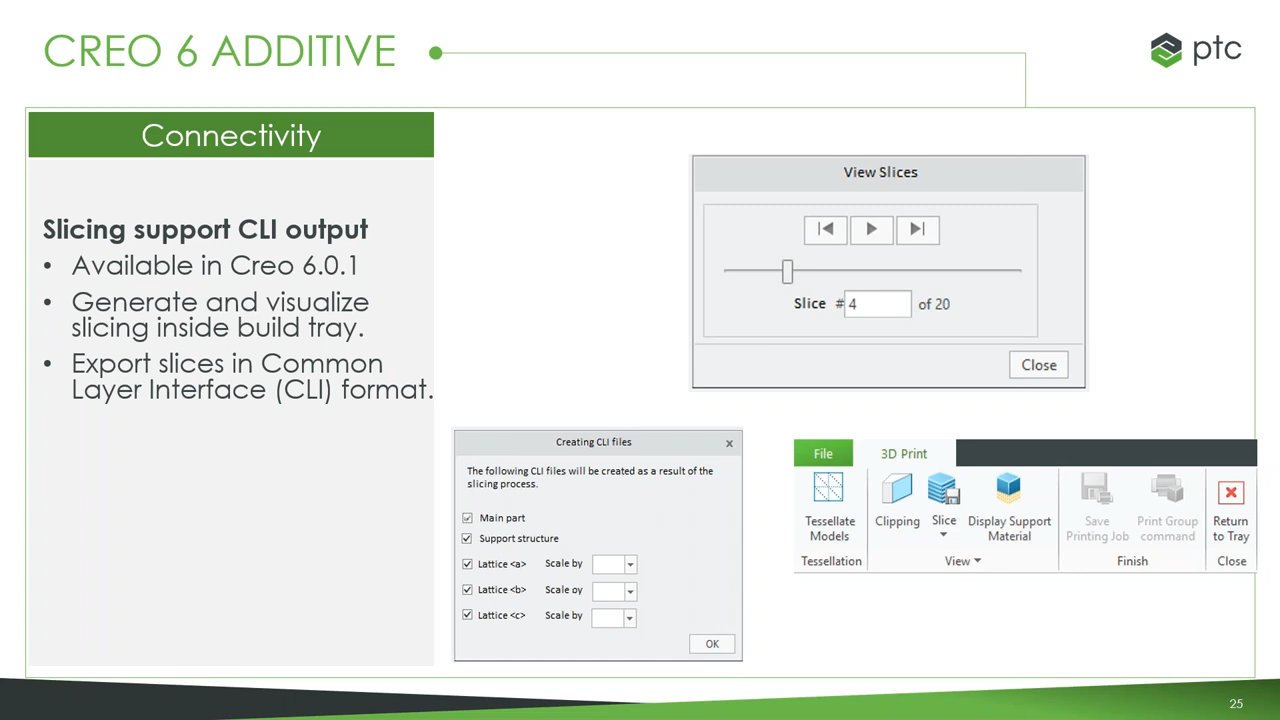 CREO 6 ADDITIVE
ptc
Connectivity
Slicing support CLI output
• Available in Creo 6.0.1
• Generate and visualize
slicing inside build tray.
• Export slices in Common
Layer Interface (CLI) format.
View Slices
Slice # 4 of 20
Close
Creating CLI files x
The following CLI files will be created as a result of the
slicing process.
Main part
Support structure
Lattice <a> Scale by
Lattice <b> Scale oy
Lattice <c> Scale by
OK
File 3D Print
Tessellate
Models
Clipping
Slice
Display Support
Material
Save
Printing Job
Print Group
command
Return
to Tray
Tessellation
View
Finish
Close
25